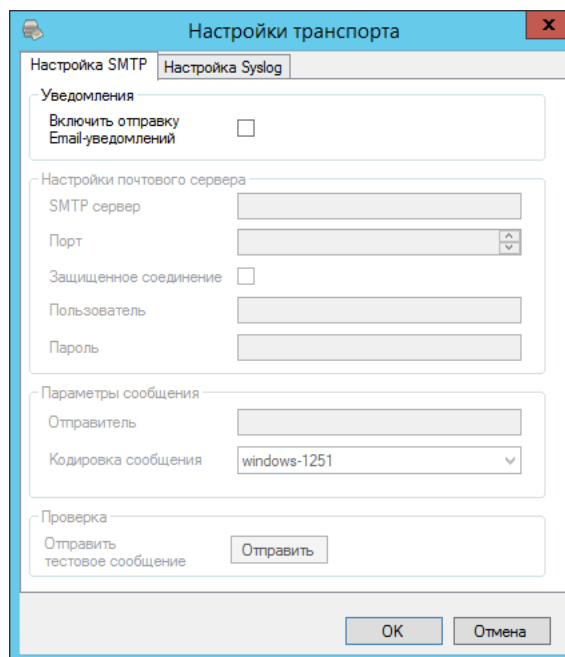 Настройки транспорта
Настройка SMTP
Настройка Syslog
Уведомления
Включить отправку
Email-уведомлений
Настройки почтового сервера
SMTP сервер
Порт
Защищенное соединение
Пользователь
Пароль
Параметры сообщения
Отправитель
Кодировка сообщения windows-1251
Проверка
Отправить
тестовое сообщение
Отправить
OK
Отмена